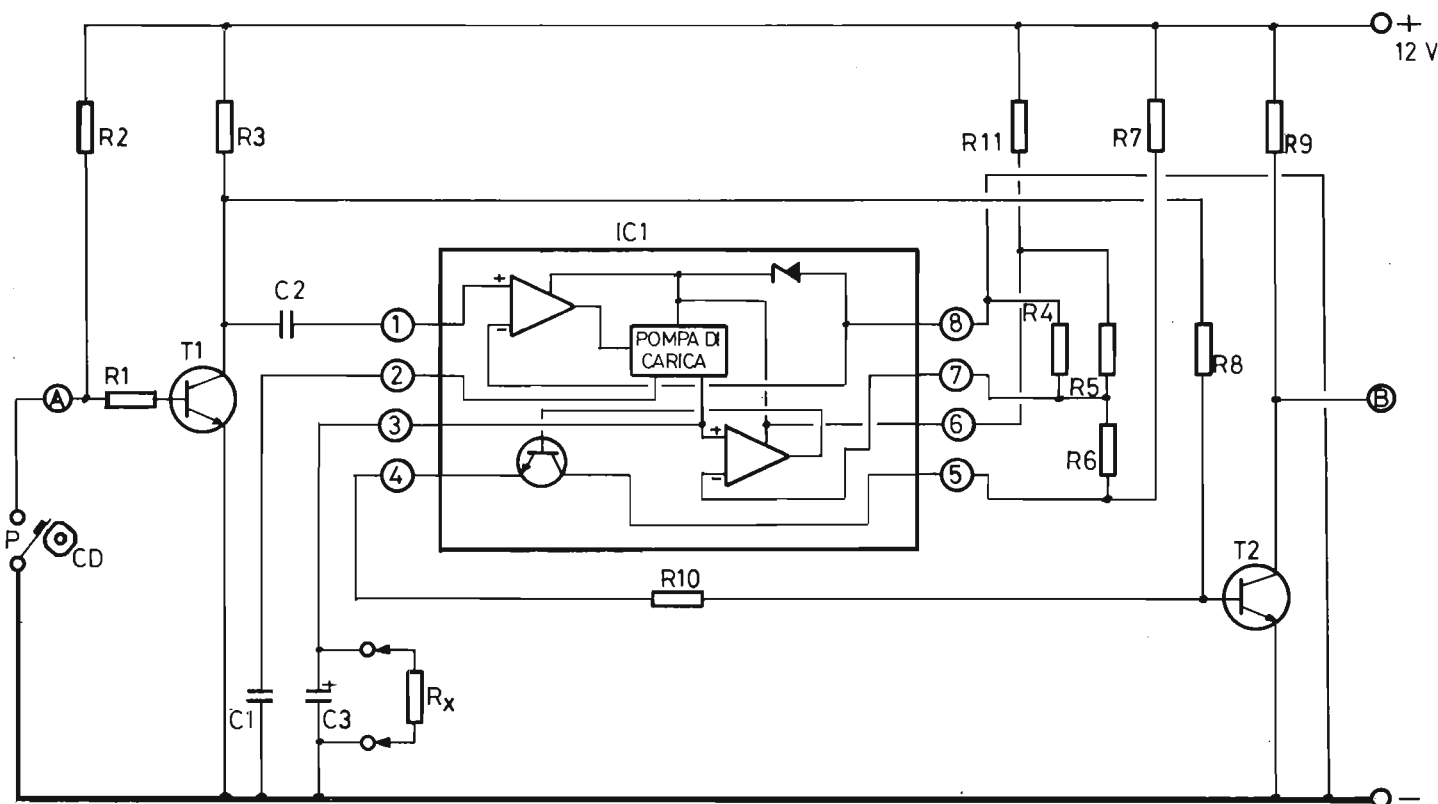 +
12 V
R2
R3
R11
R7
R9
IC1
C2
+
-
1
8
R4
POMPA DI
CARICA
T1
R1
2
7
R5
R8
A
B
3
+
6
R6
4
-
5
P
CD
R10
T2
+
C1
C3
Rx
-